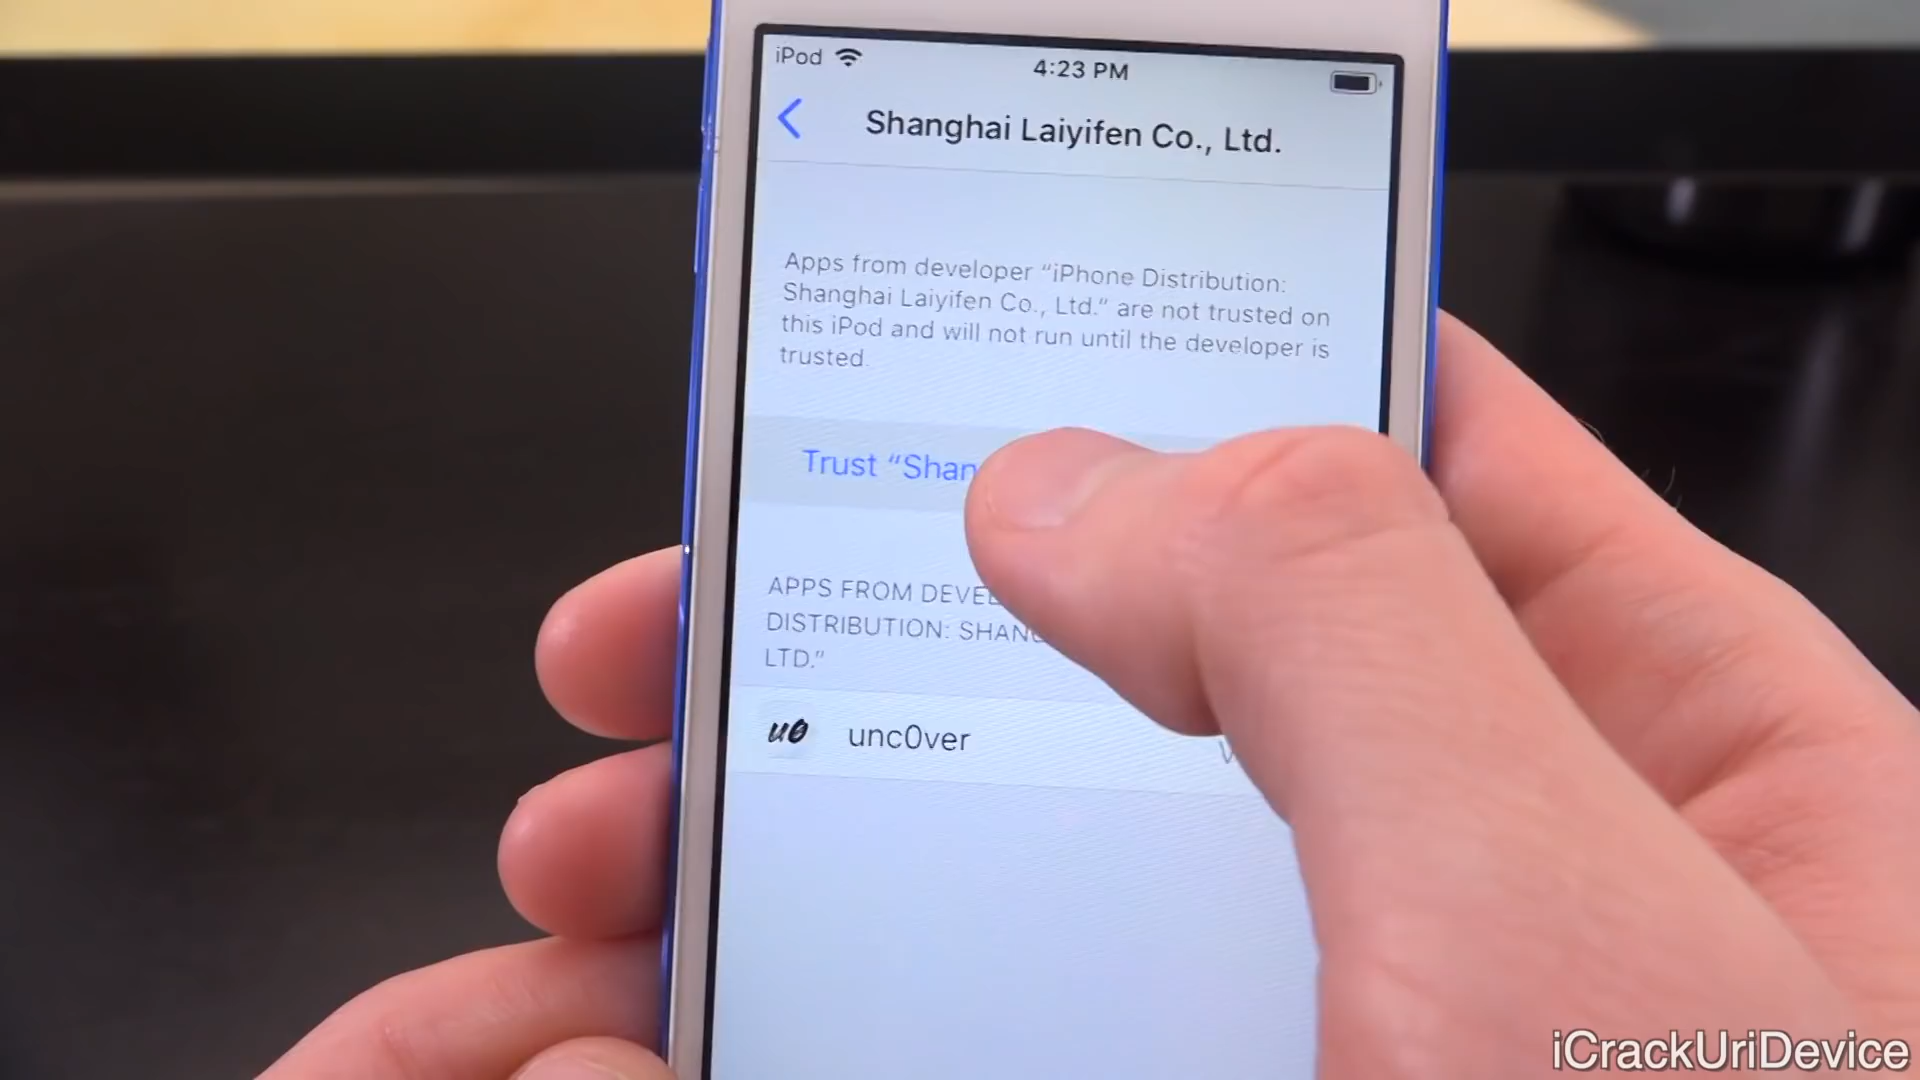 iPod
4:23 PM
Shanghai Laiyifen Co., Ltd.
Apps from developer “iPhone Distribution:
Shanghai Laiyifen Co., Ltd.” are not trusted on
this iPod and will not run until the developer is
trusted.
Trust “Shan
APPS FROM DEVE
DISTRIBUTION: SHAN
LTD.”
u0 unc0ver
iCrackUriDevice